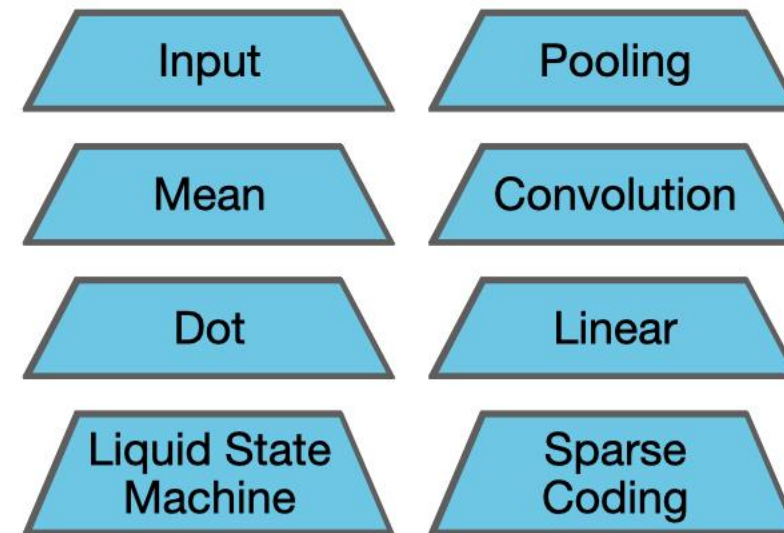 Input
Pooling
Mean
Convolution
Dot
Linear
Liquid State
Machine
Sparse
Coding